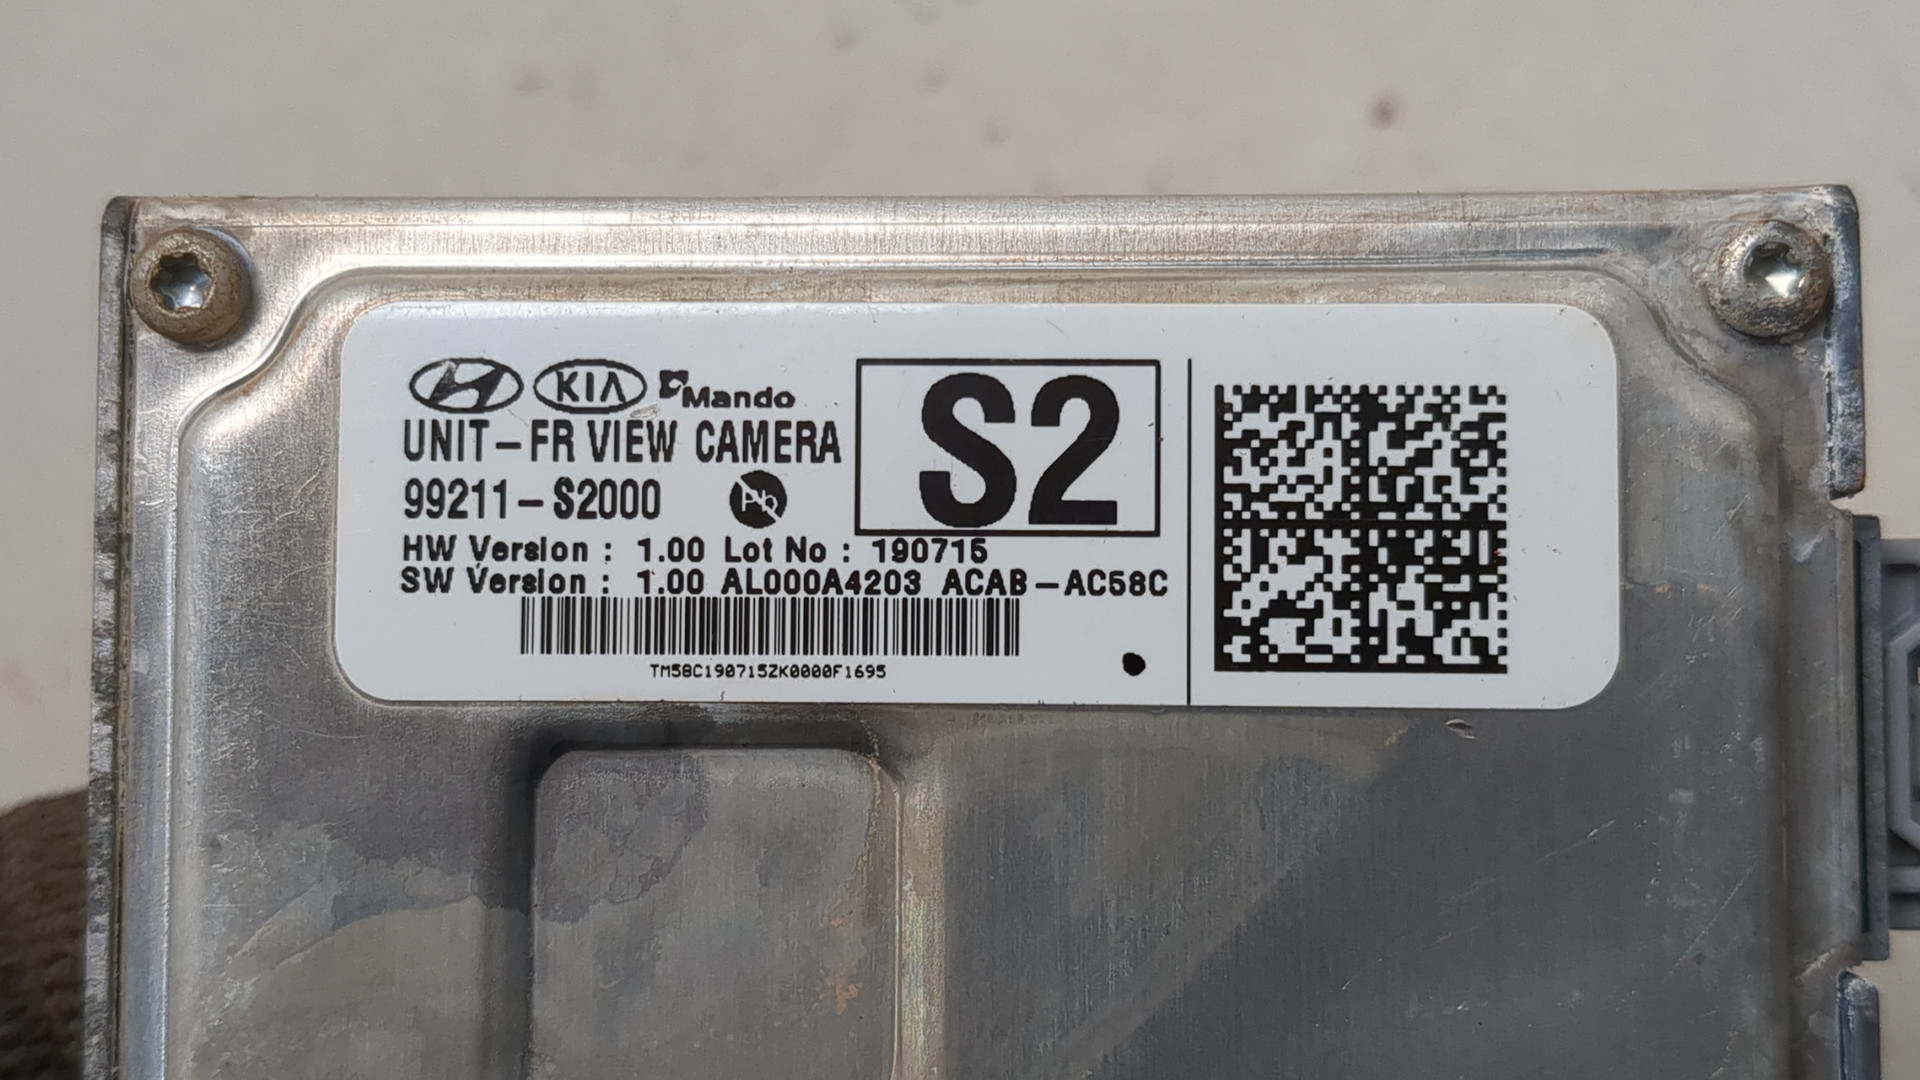 KIA Mando
UNIT-FR VIEW CAMERA
99211-S2000 Pb
S2
HW Version : 1.00 Lot No : 190715
SW Version : 1.00 AL000A4203 ACAB-AC58C
TM58C190715ZK0000F1695